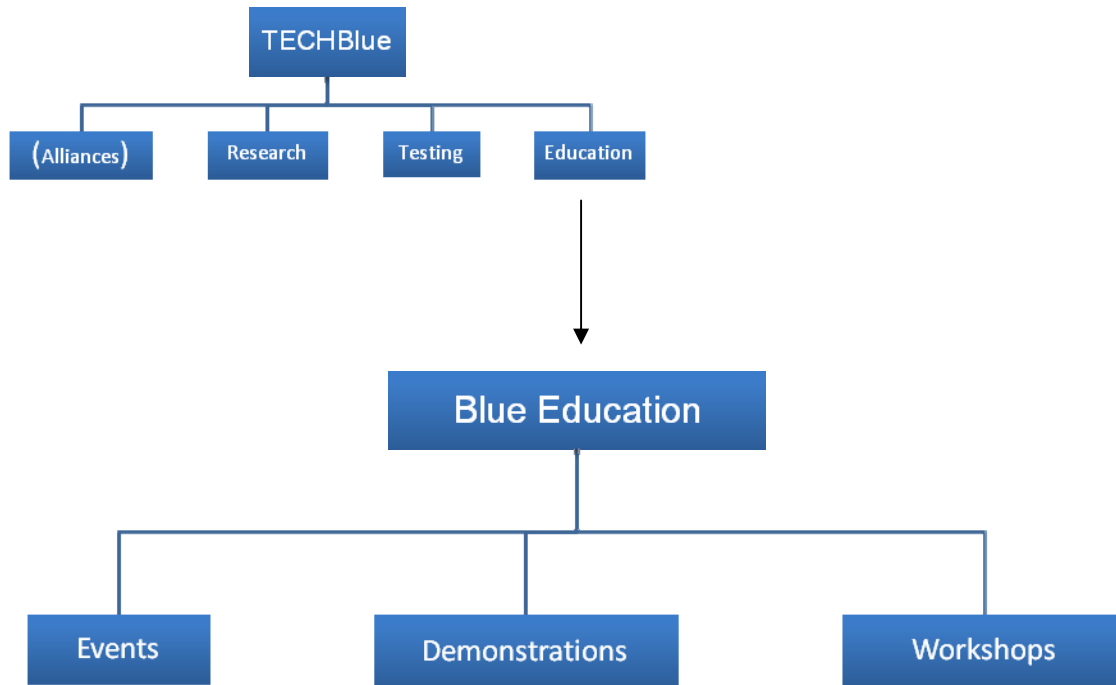 TECHBlue
(Alliances)
Research
Testing
Education
Blue Education
Events
Demonstrations
Workshops